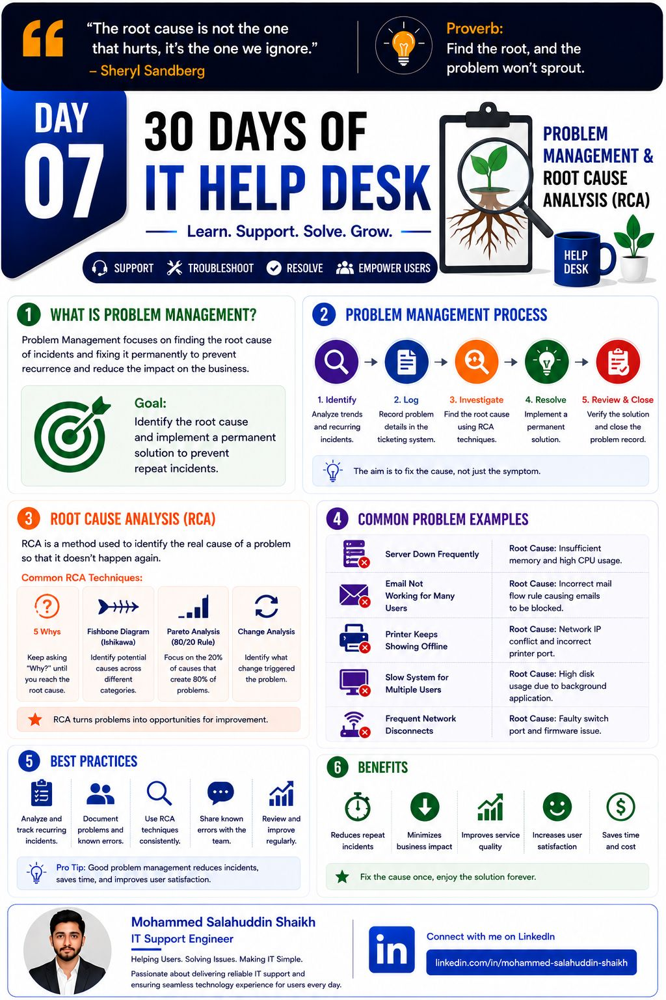 “The root cause is not the one
that hurts, it’s the one we ignore.”
– Sheryl Sandberg
Proverb:
Find the root, and the
problem won’t sprout.
DAY
07
30 DAYS OF
IT HELP DESK
Learn. Support. Solve. Grow.
SUPPORT
TROUBLESHOOT
RESOLVE
EMPOWER USERS
PROBLEM
MANAGEMENT &
ROOT CAUSE
ANALYSIS (RCA)
HELP
DESK
1 WHAT IS PROBLEM MANAGEMENT?
Problem Management focuses on finding the root cause
of incidents and fixing it permanently to prevent
recurrence and reduce the impact on the business.
Goal:
Identify the root cause
and implement a permanent
solution to prevent
repeat incidents.
2 PROBLEM MANAGEMENT PROCESS
1. Identify
Analyze trends
and recurring
incidents.
2. Log
Record problem
details in the
ticketing system.
3. Investigate
Find the root cause
using RCA
techniques.
4. Resolve
Implement a
permanent
solution.
5. Review & Close
Verify the solution
and close the
problem record.
The aim is to fix the cause, not just the symptom.
3 ROOT CAUSE ANALYSIS (RCA)
RCA is a method used to identify the real cause of a problem
so that it doesn’t happen again.
Common RCA Techniques:
?
5 Whys
Keep asking
“Why?” until
you reach the
root cause.
Fishbone Diagram
(Ishikawa)
Identify potential
causes across
different
categories.
Pareto Analysis
(80/20 Rule)
Focus on the 20%
of causes that
create 80% of
problems.
Change Analysis
Identify what
change triggered
the problem.
RCA turns problems into opportunities for improvement.
4 COMMON PROBLEM EXAMPLES
Server Down Frequently
Root Cause: Insufficient
memory and high CPU usage.
Email Not
Working for Many
Users
Root Cause: Incorrect mail
flow rule causing emails
to be blocked.
Printer Keeps
Showing Offline
Root Cause: Network IP
conflict and incorrect
printer port.
Slow System for
Multiple Users
Root Cause: High disk
usage due to background
application.
Frequent Network
Disconnects
Root Cause: Faulty switch
port and firmware issue.
5 BEST PRACTICES
Analyze and
track recurring
incidents.
Document
problems and
known errors.
Use RCA
techniques
consistently.
Share known
errors with the
team.
Review and
improve
regularly.
Pro Tip: Good problem management reduces incidents,
saves time, and improves user satisfaction.
6 BENEFITS
Reduces repeat
incidents
Minimizes
business impact
Improves service
quality
Increases user
satisfaction
$
Saves time
and cost
Fix the cause once, enjoy the solution forever.
Mohammed Salahuddin Shaikh
IT Support Engineer
Helping Users. Solving Issues. Making IT Simple.
Passionate about delivering reliable IT support and
ensuring seamless technology experience for users every day.
in
Connect with me on LinkedIn
linkedin.com/in/mohammed-salahuddin-shaikh